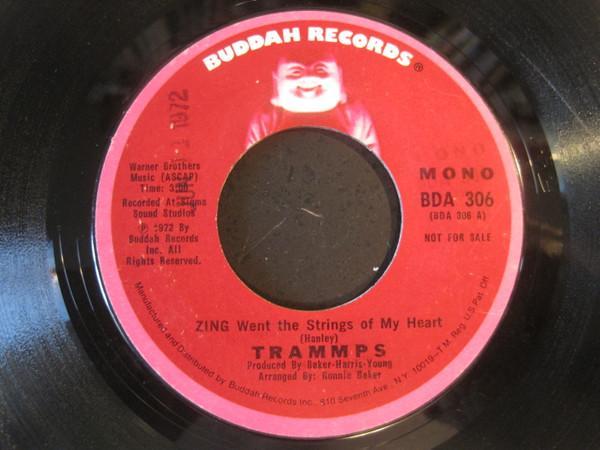 BUDDAH RECORDS®
1972
Warner Brothers
Music (ASCAP)
Time: 3:00
Recorded At Sigma
Sound Studios
℗ 1972 By
Buddah Records
Inc. All
Rights Reserved.
MONO
BDA 306
(BDA 306 A)
NOT FOR SALE
ZING Went the Strings of My Heart
(Hanley)
TRAMMPS
Produced By Baker-Harris-Young
Arranged By: Ronnie Baker
Manufactured and Distributed by Buddah Records Inc., 810 Seventh Ave., N.Y. 10019—T.M. Reg. U.S. Pat. Off.